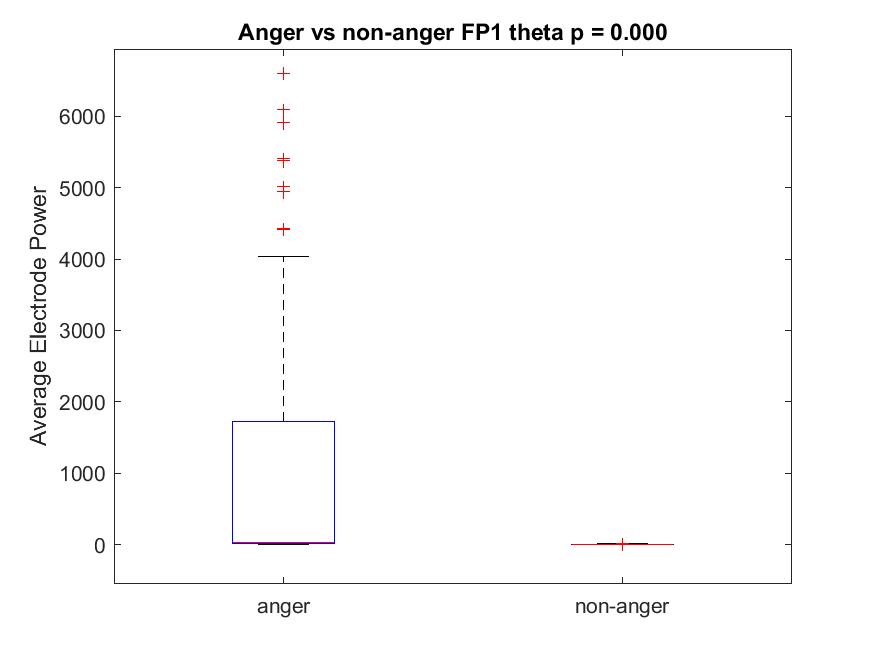 Anger vs non-anger FP1 theta p = 0.000
Average Electrode Power
6000
5000
4000
3000
2000
1000
0
anger
non-anger